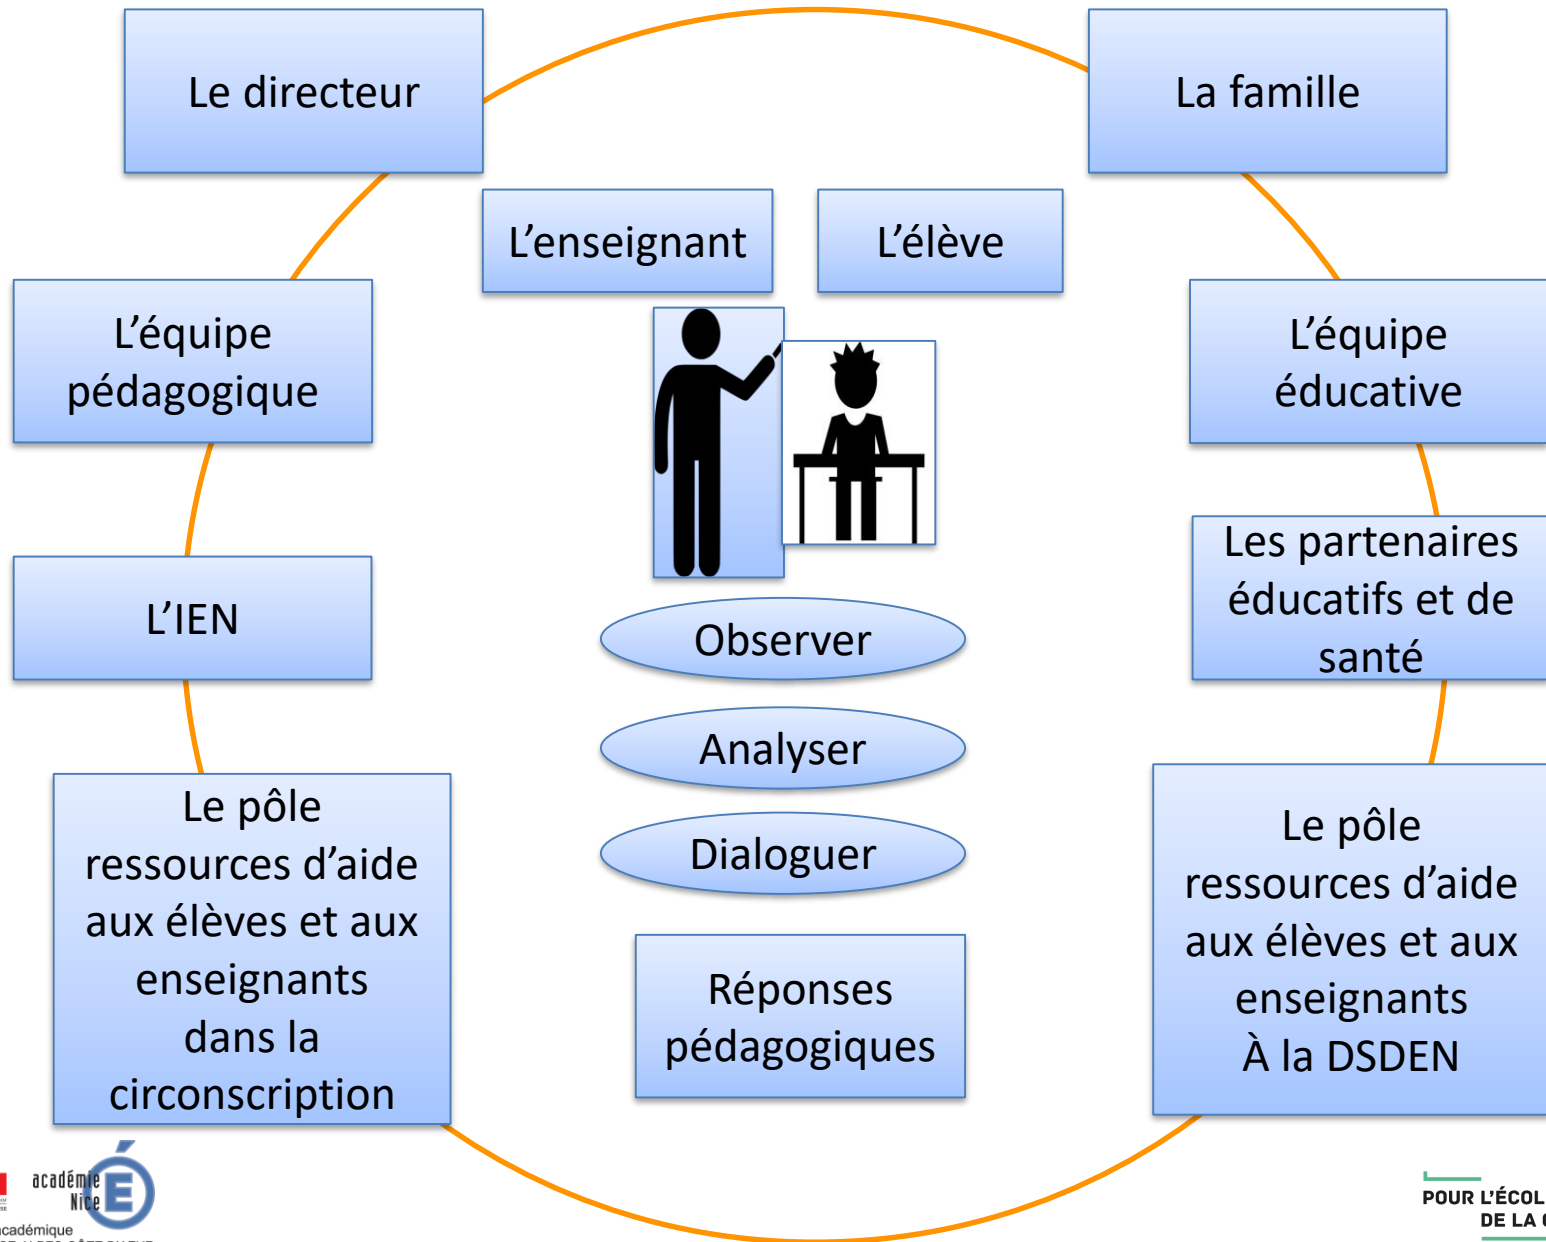 Le directeur
La famille
L’enseignant
L’élève
L’équipe
pédagogique
L’équipe
éducative
L’IEN
Les partenaires
éducatifs et de
santé
Observer
Analyser
Dialoguer
Le pôle
ressources d’aide
aux élèves et aux
enseignants
dans la
circonscription
Réponses
pédagogiques
Le pôle
ressources d’aide
aux élèves et aux
enseignants
À la DSDEN
académie
Nice
POUR L’ÉCOL
DE LA